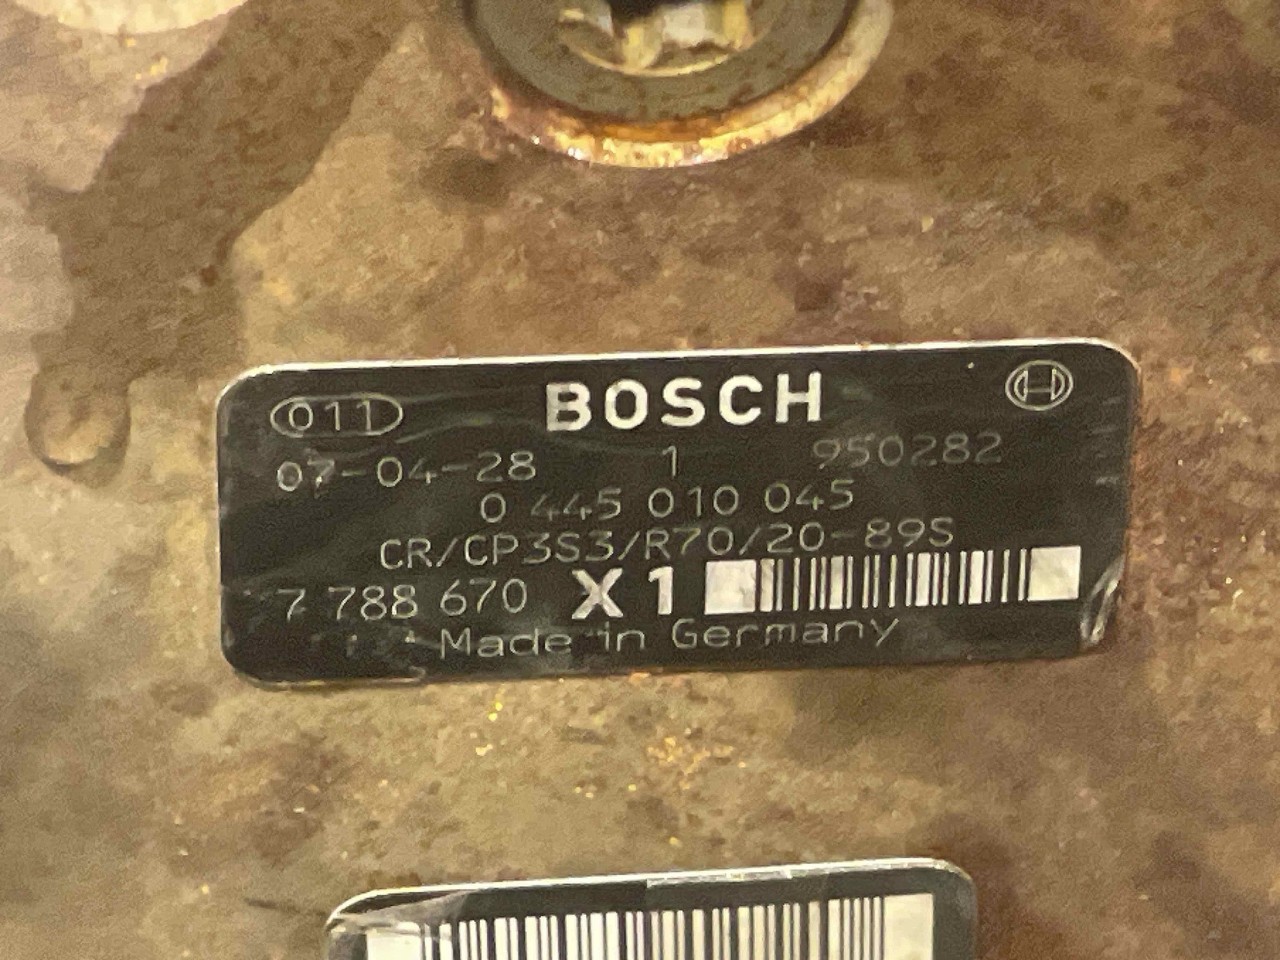 011 BOSCH
07-04-28 1 950282
0 445 010 045
CR/CP3S3/R70/20-89S
7 788 670 X1
Made in Germany